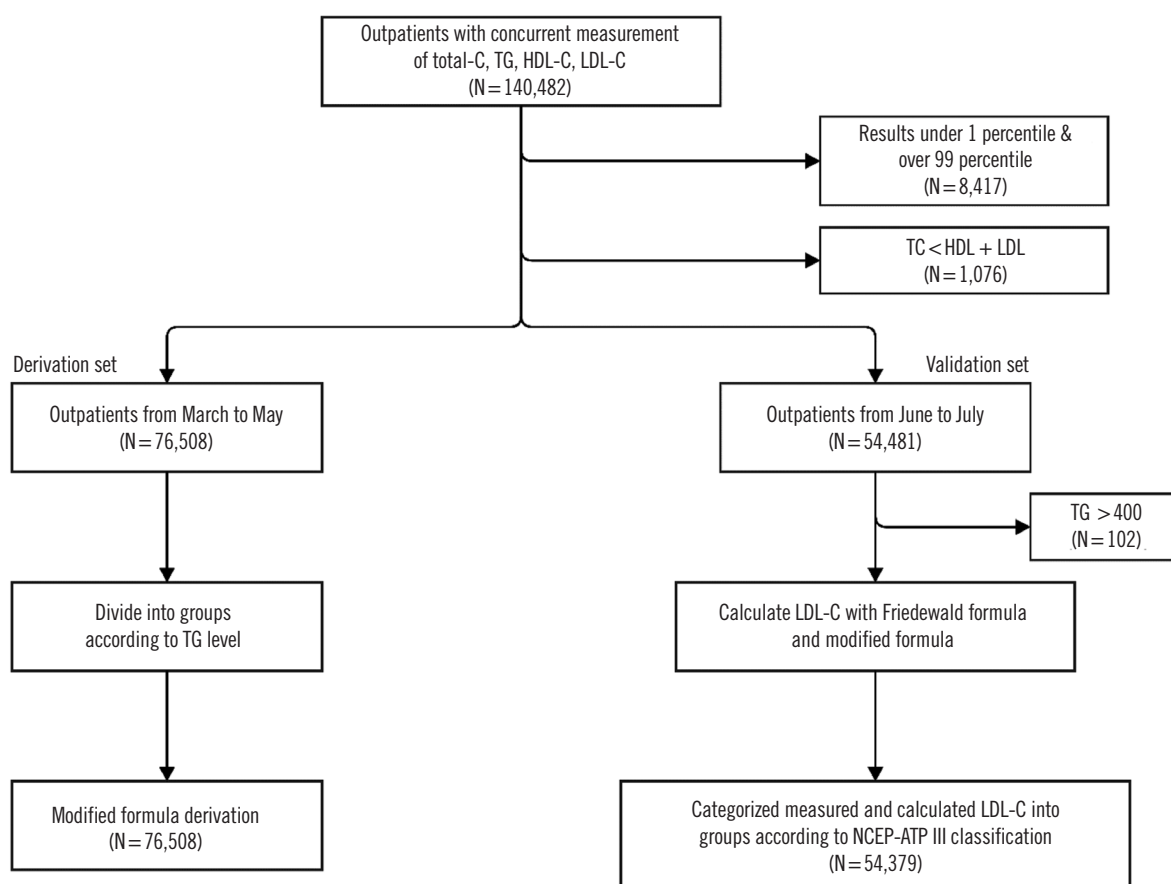 Outpatients with concurrent measurement
of total-C, TG, HDL-C, LDL-C
(N=140,482)
Results under 1 percentile &
over 99 percentile
(N=8,417)
TC<HDL + LDL
(N=1,076)
Derivation set
Validation set
Outpatients from March to May
(N=76,508)
Outpatients from June to July
(N=54,481)
TG >400
(N=102)
Divide into groups
according to TG level
Calculate LDL-C with Friedewald formula
and modified formula
Modified formula derivation
(N=76,508)
Categorized measured and calculated LDL-C into
groups according to NCEP-ATP III classification
(N=54,379)